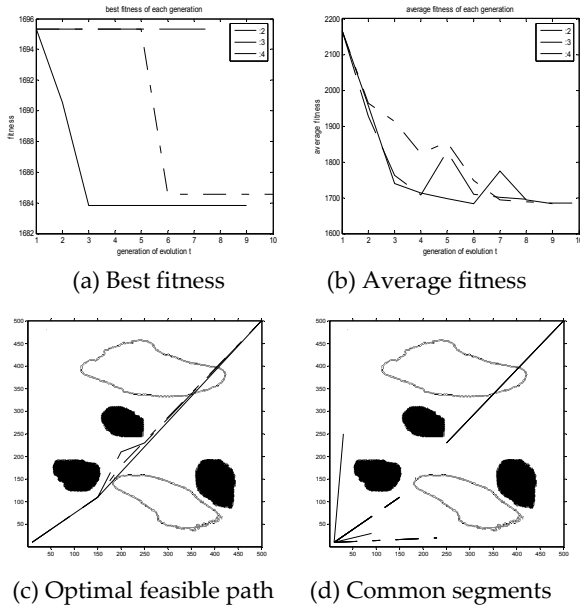 best fitness of each generation
1696
1694
1692
1690
1688
1686
1684
1682
fitness
:2
:3
:4
1 2 3 4 5 6 7 8 9 10
generation of evolution t
(a) Best fitness
average fitness of each generation
2200
2100
2000
1900
1800
1700
1600
average fitness
:2
:3
:4
1 2 3 4 5 6 7 8 9 10
generation of evolution t
(b) Average fitness
500
450
400
350
300
250
200
150
100
50
50 100 150 200 250 300 350 400 450 500
(c) Optimal feasible path
500
450
400
350
300
250
200
150
100
50
50 100 150 200 250 300 350 400 450 500
(d) Common segments